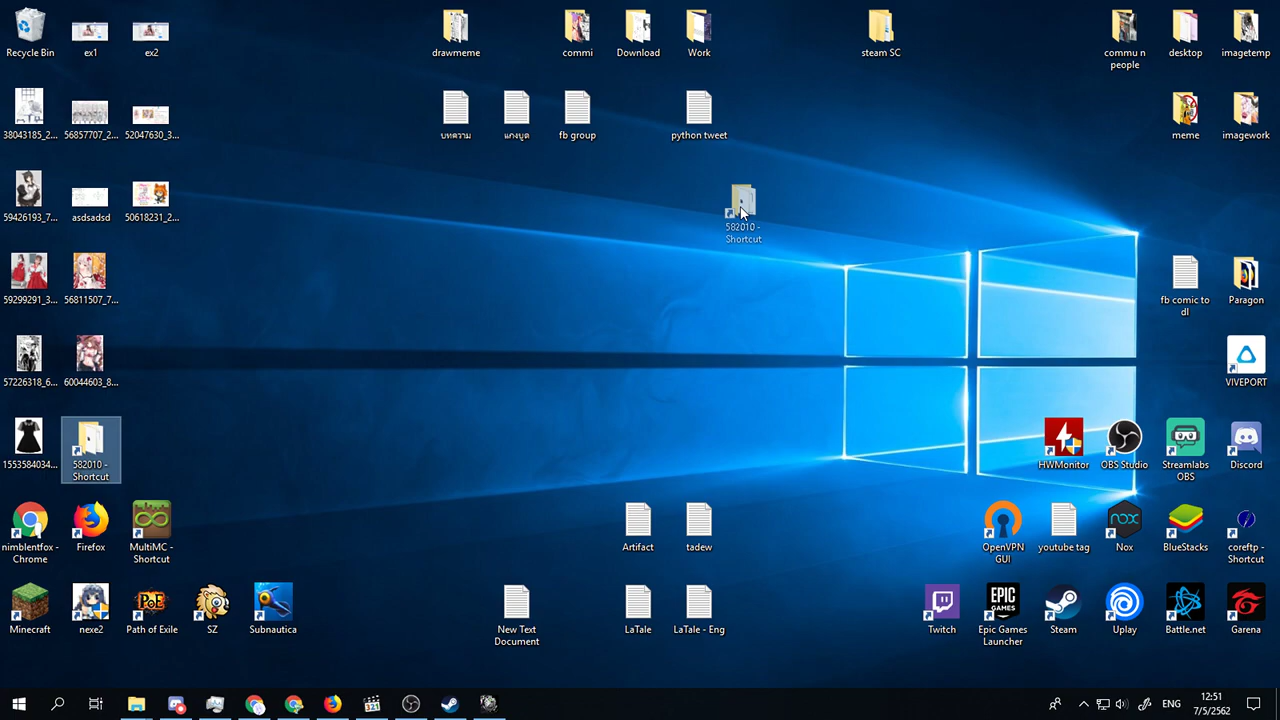 Recycle Bin
ex1
ex2
drawmeme
commi
Download
Work
steam SC
commu n
people
desktop
imagetemp
38043185_2...
56857707_2...
52047630_3...
บทความ
แกงบูด
fb group
python tweet
meme
imagework
59426193_7...
asdsadsd
50618231_2...
582010 -
Shortcut
59299291_3...
56811507_7...
fb comic to
dl
Paragon
57226318_6...
60044603_8...
VIVEPORT
1553584034...
582010 -
Shortcut
HWMonitor
OBS Studio
Streamlabs
OBS
Discord
nimblentfox -
Chrome
Firefox
MultiMC -
Shortcut
Artifact
tadew
OpenVPN
GUI
youtube tag
nox
Nox
BlueStacks
coreftp -
Shortcut
Minecraft
nexe2
PoE
Path of Exile
SZ
Subnautica
New Text
Document
LaTale
LaTale - Eng
Twitch
EPIC
GAMES
Epic Games
Launcher
Steam
Uplay
Battle.net
Garena
321
ENG
12:51
7/5/2562